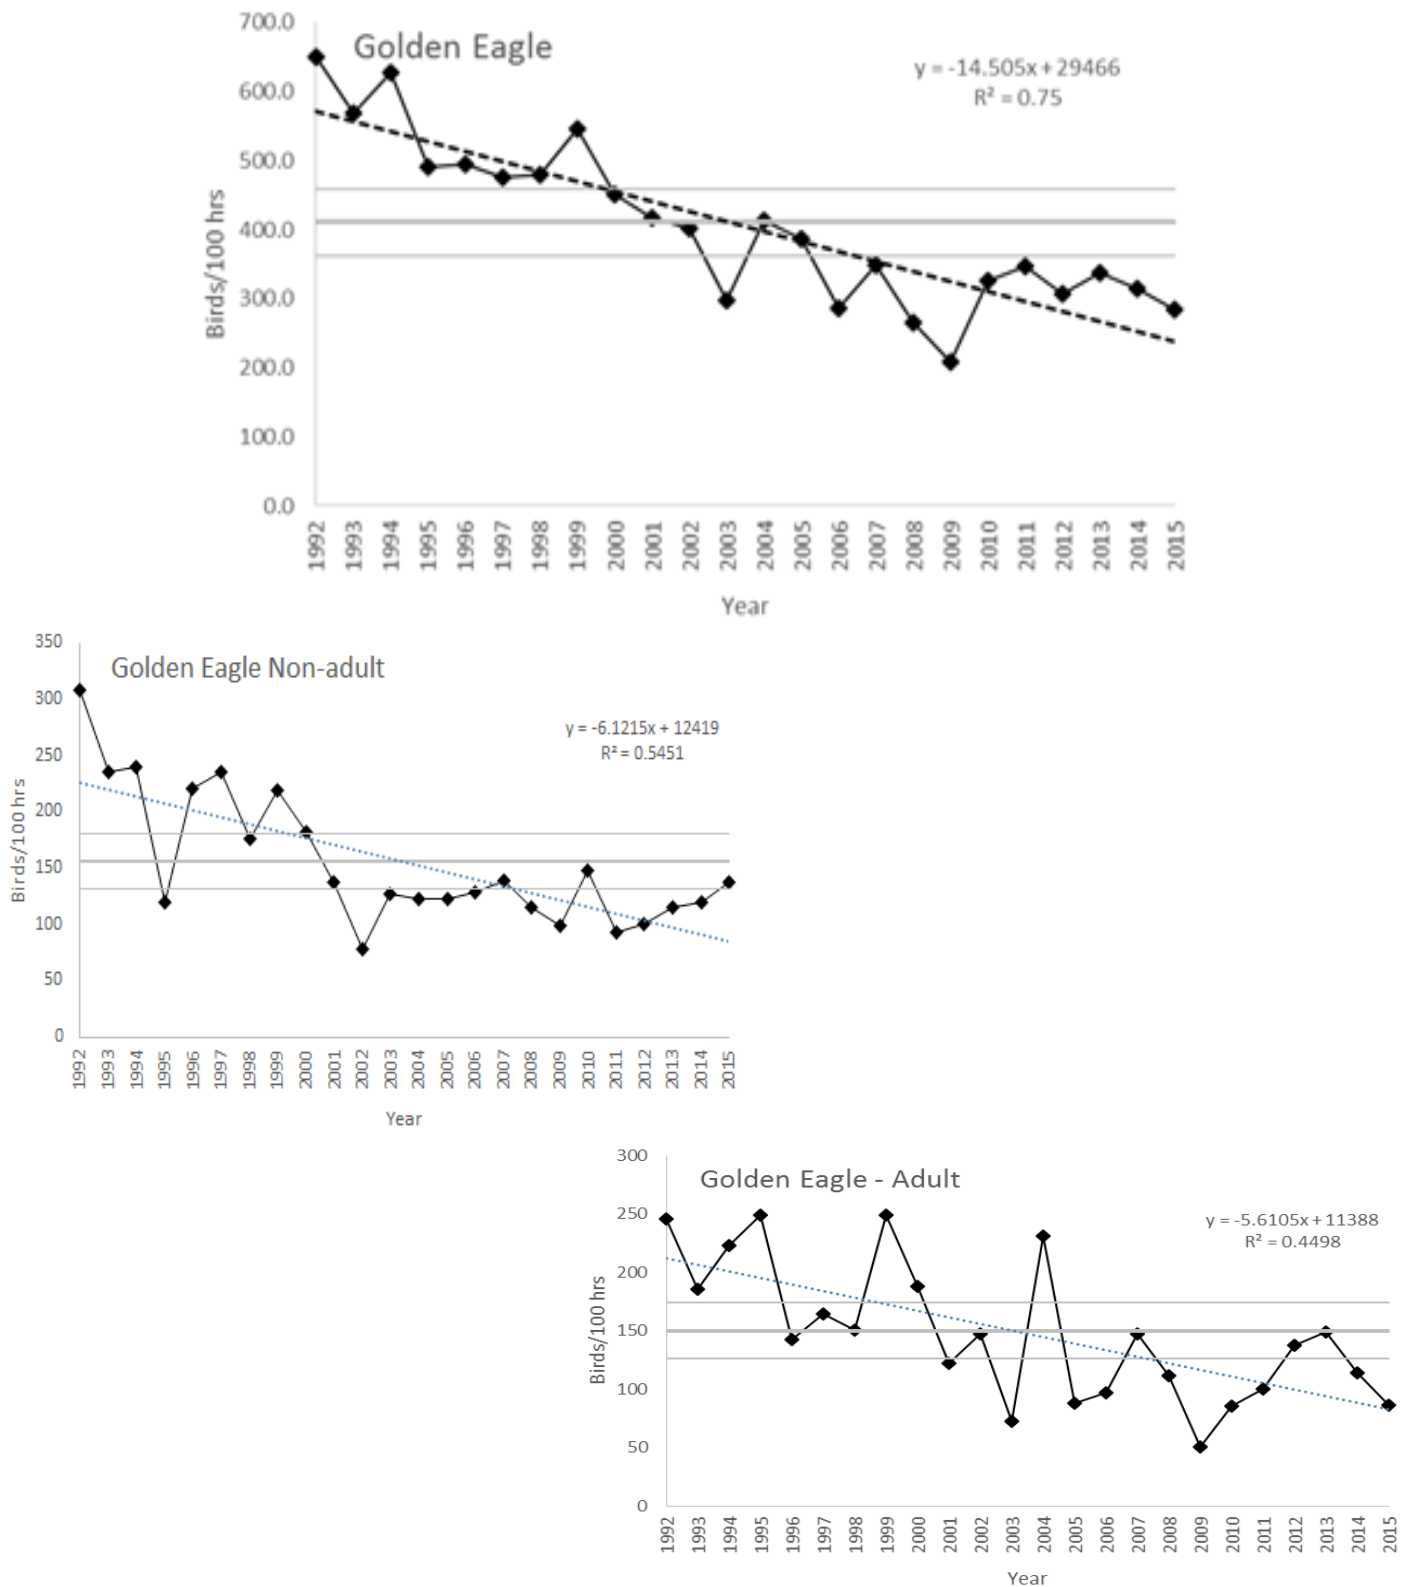 Golden Eagle
y = -14.505x + 29466
R² = 0.75
700.0
600.0
500.0
400.0
300.0
200.0
100.0
0.0
Birds/100 hrs
1992 1993 1994 1995 1996 1997 1998 1999 2000 2001 2002 2003 2004 2005 2006 2007 2008 2009 2010 2011 2012 2013 2014 2015
Year
Golden Eagle Non-adult
y = -6.1215x + 12419
R² = 0.5451
350
300
250
200
150
100
50
0
Birds/100 hrs
1992 1993 1994 1995 1996 1997 1998 1999 2000 2001 2002 2003 2004 2005 2006 2007 2008 2009 2010 2011 2012 2013 2014 2015
Year
Golden Eagle - Adult
y = -5.6105x + 11388
R² = 0.4498
300
250
200
150
100
50
0
Birds/100 hrs
1992 1993 1994 1995 1996 1997 1998 1999 2000 2001 2002 2003 2004 2005 2006 2007 2008 2009 2010 2011 2012 2013 2014 2015
Year